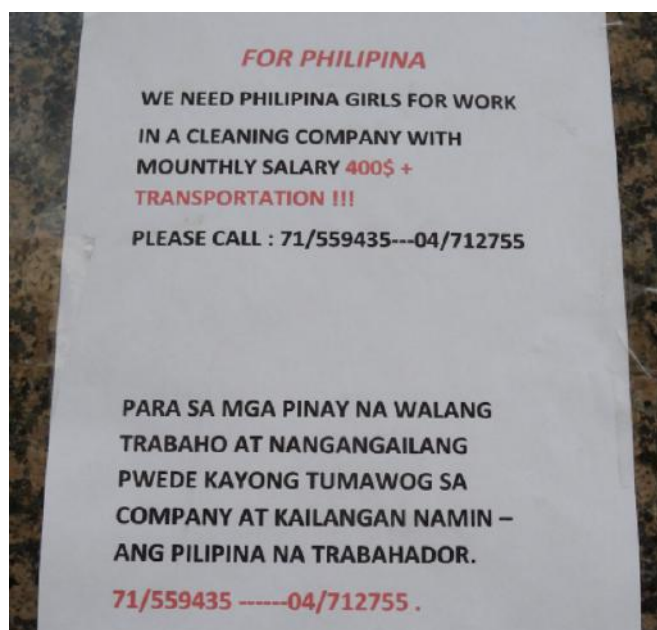 FOR PHILIPINA
WE NEED PHILIPINA GIRLS FOR WORK
IN A CLEANING COMPANY WITH
MOUNTHLY SALARY 400$ +
TRANSPORTATION !!!
PLEASE CALL : 71/559435---04/712755
PARA SA MGA PINAY NA WALANG
TRABAHO AT NANGANGAILANG
PWEDE KAYONG TUMAWOG SA
COMPANY AT KAILANGAN NAMIN –
ANG PILIPINA NA TRABAHADOR.
71/559435 ------04/712755 .